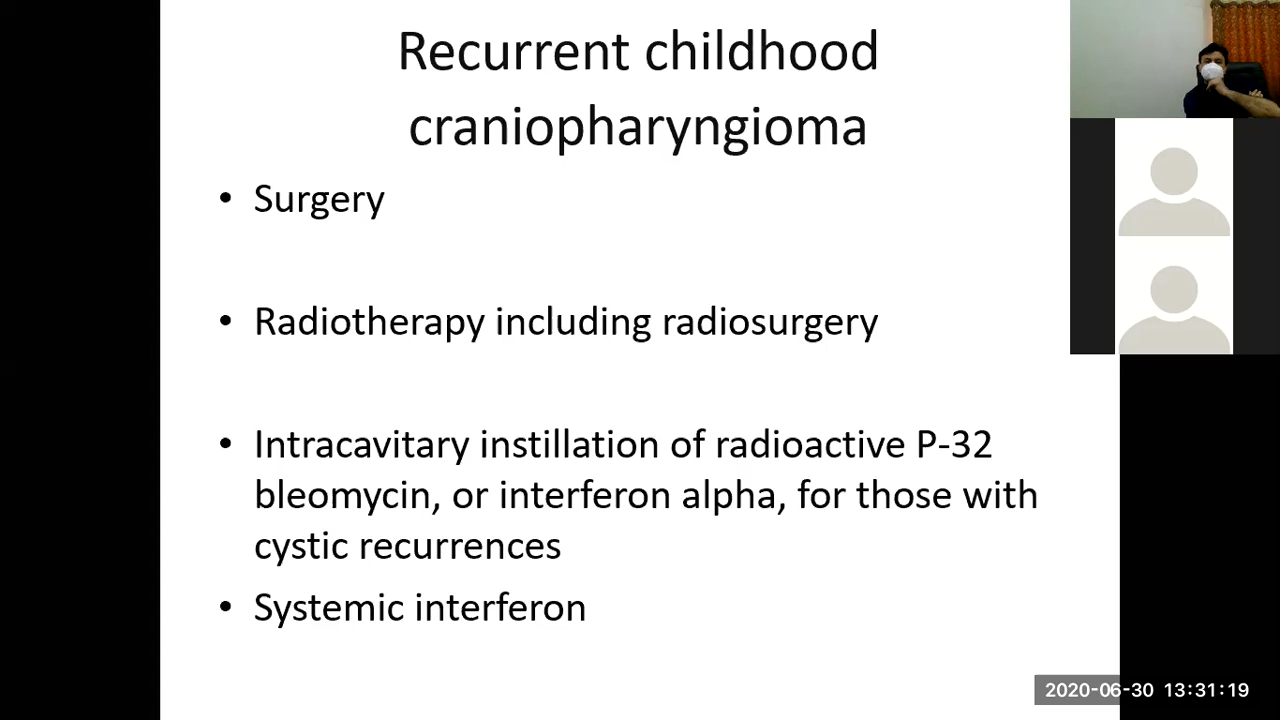 Recurrent childhood
craniopharyngioma
• Surgery
• Radiotherapy including radiosurgery
• Intracavitary instillation of radioactive P-32
bleomycin, or interferon alpha, for those with
cystic recurrences
• Systemic interferon
2020-06-30 13:31:19